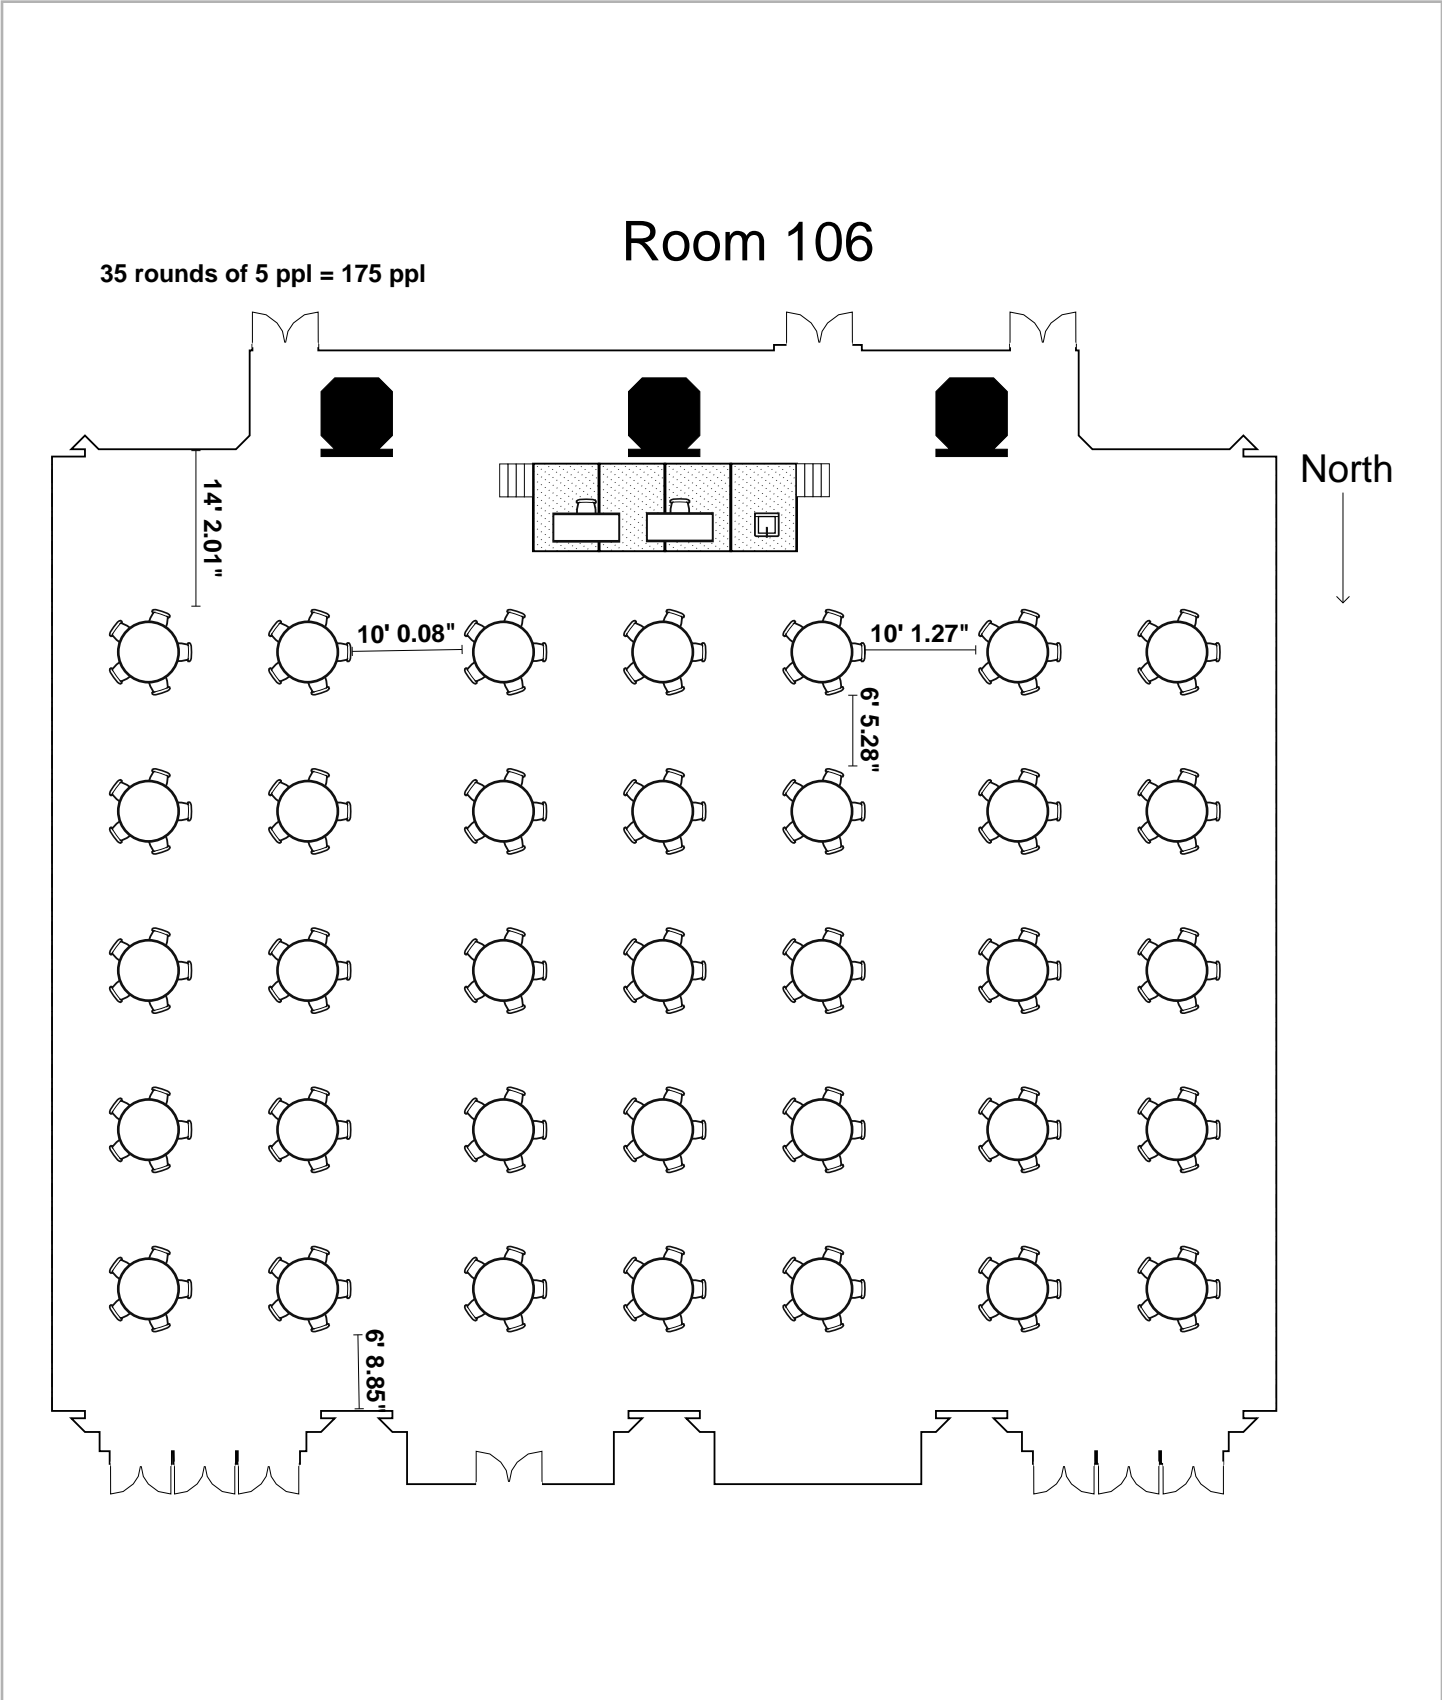 Room 106
35 rounds of 5 ppl = 175 ppl
North
14' 2.01"
10' 0.08"
10' 1.27"
6' 5.28"
6' 8.85"